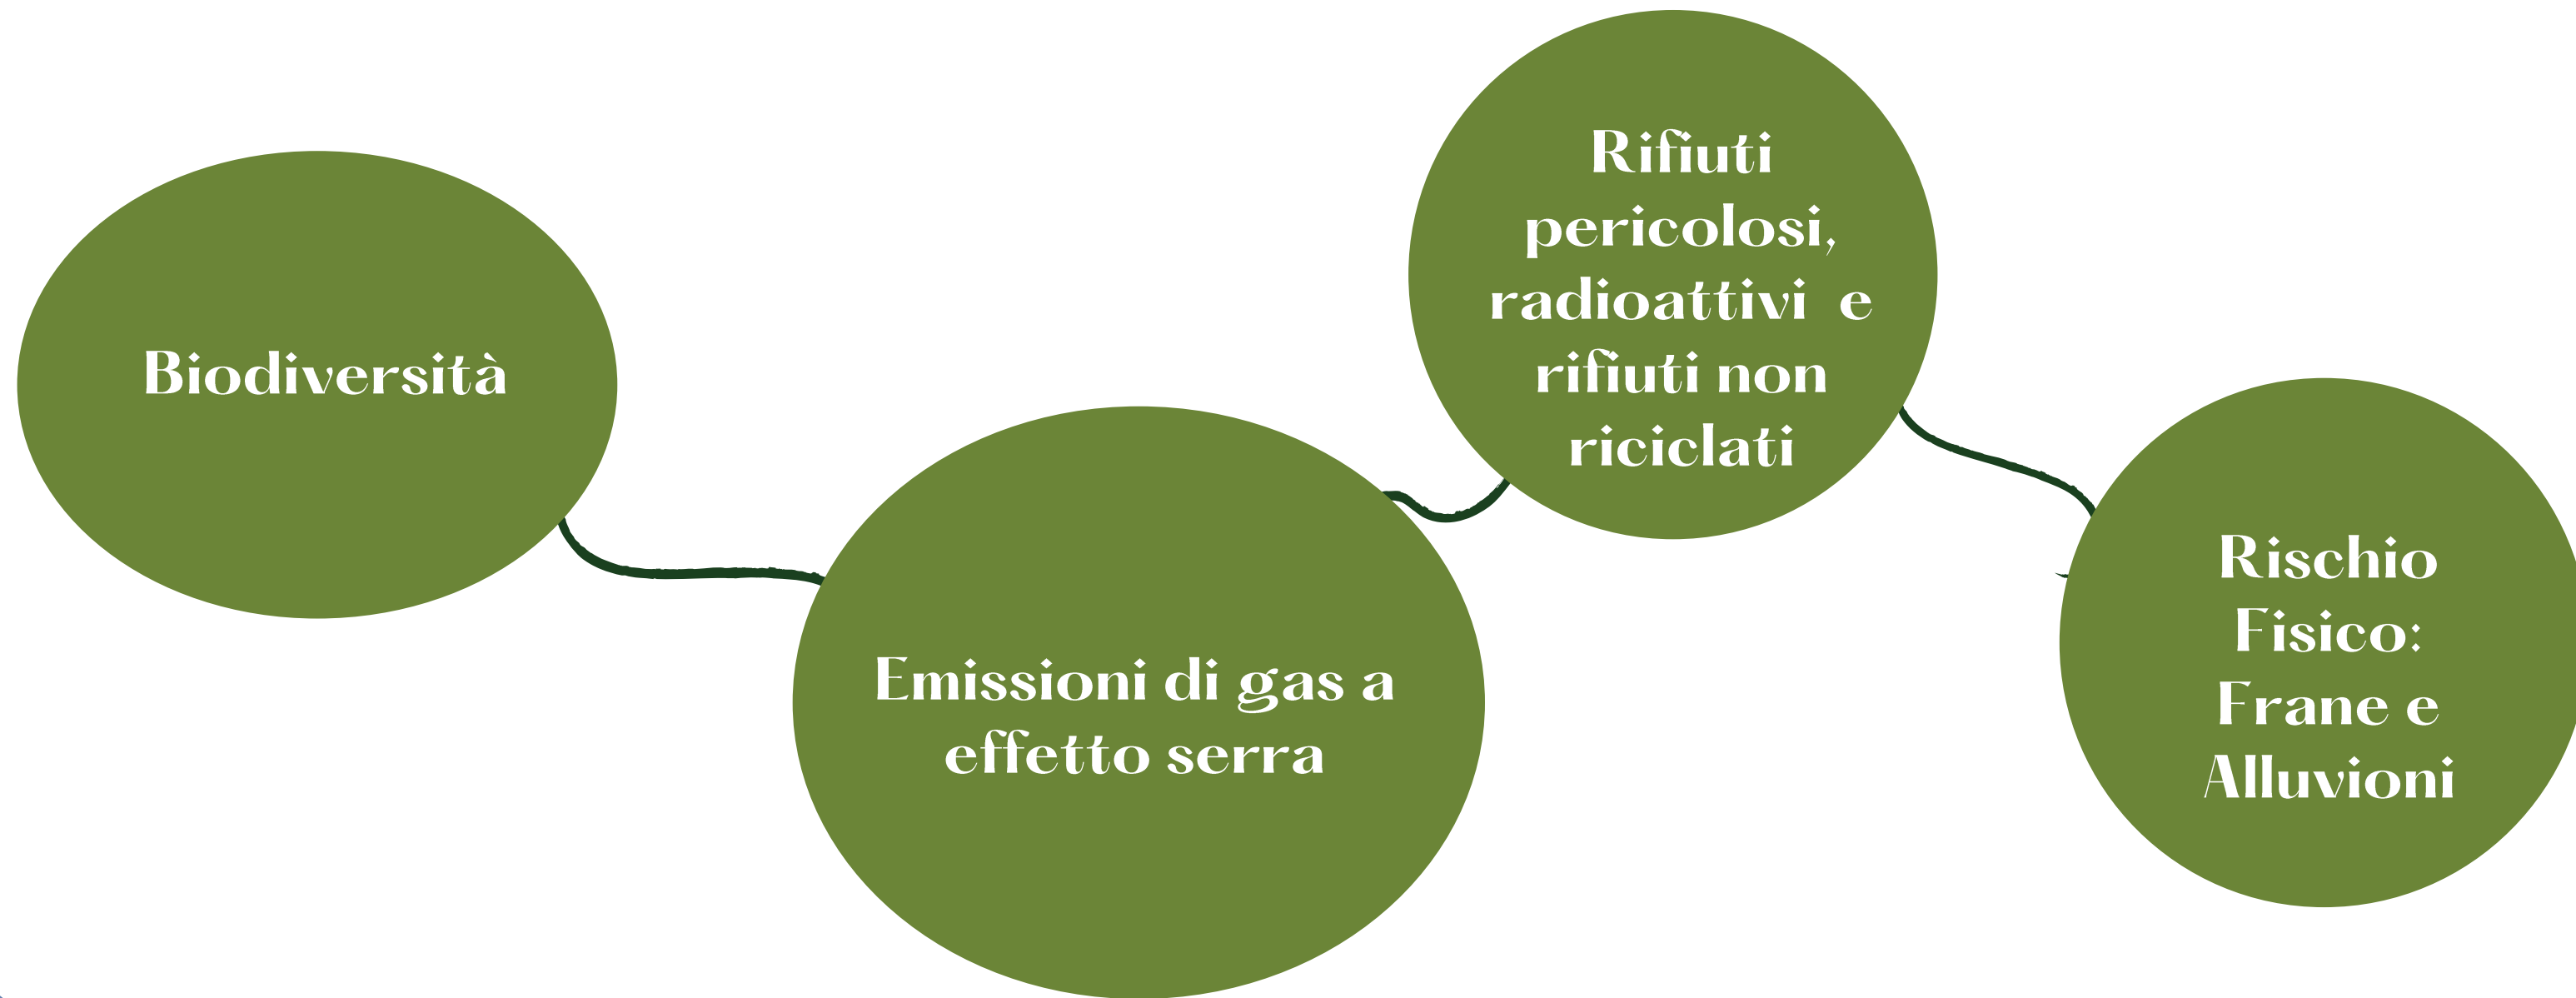 Biodiversità
Emissioni di gas a
effetto serra
Rifiuti
pericolosi,
radioattivi e
rifiuti non
riciclati
Rischio
Fisico:
Frane e
Alluvioni